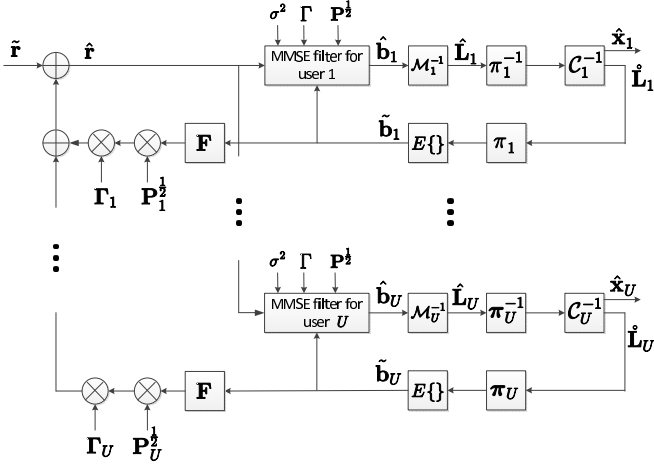 σ² Γ P^{1/2}
r̃ r̂ MMSE filter for user 1 b̂₁ ℳ₁⁻¹ L̂₁ π₁⁻¹ 𝒞₁⁻¹ x̂₁
L̊₁
F b̃₁ E{} π₁
Γ₁ P₁^{1/2}
σ² Γ P^{1/2}
MMSE filter for user U b̂_U ℳ_U⁻¹ L̂_U π_U⁻¹ 𝒞_U⁻¹ x̂_U
L̊_U
F b̃_U E{} π_U
Γ_U P_U^{1/2}